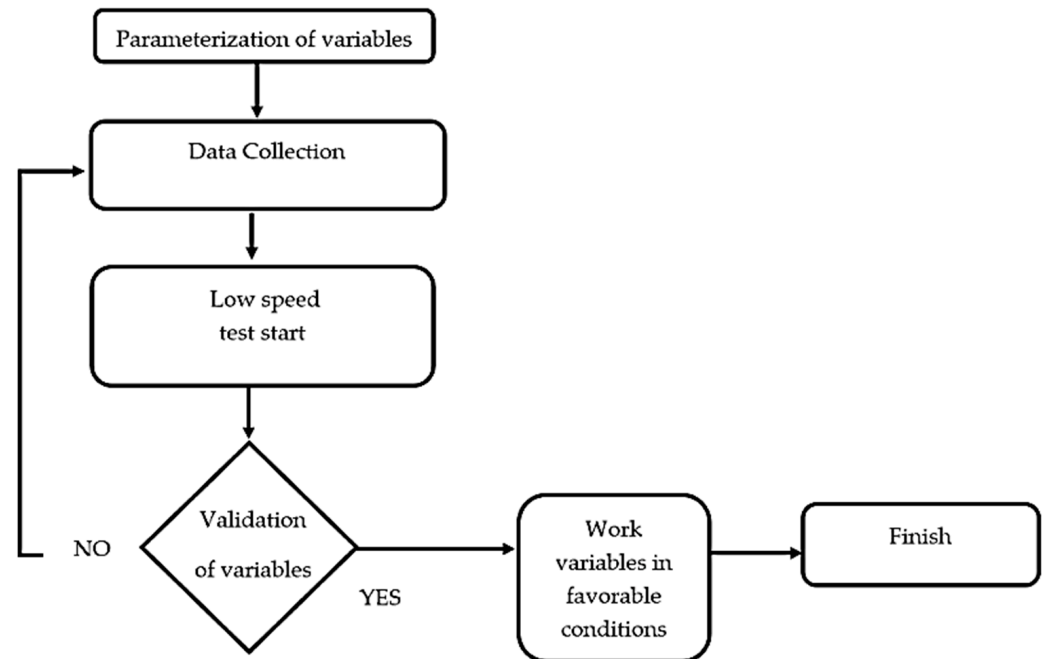 Parameterization of variables
Data Collection
Low speed
test start
Validation
of variables
NO
YES
Work
variables in
favorable
conditions
Finish